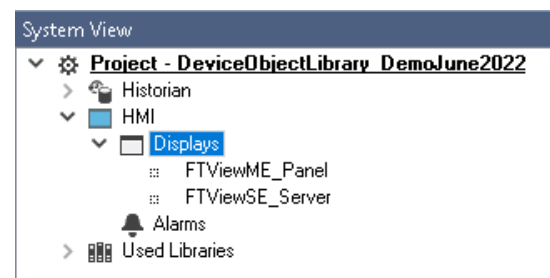 System View
Project - DeviceObjectLibrary_DemoJune2022
Historian
HMI
Displays
FTViewME_Panel
FTViewSE_Server
Alarms
Used Libraries